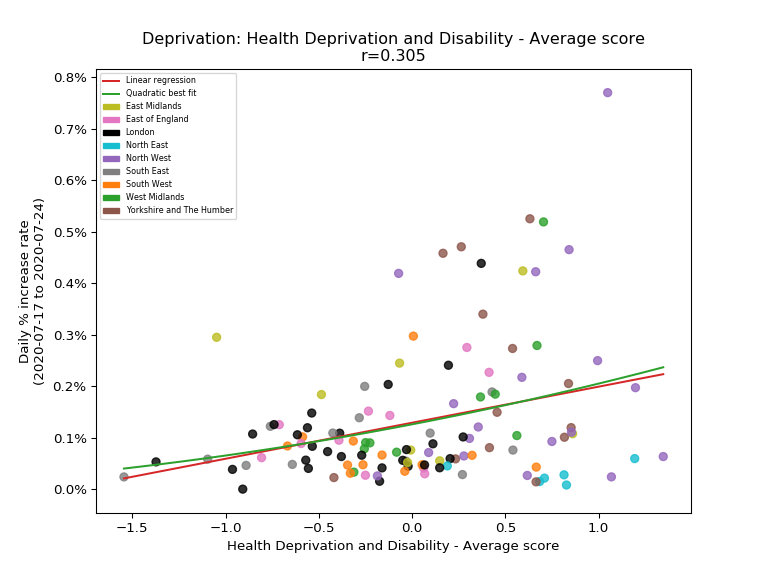 Deprivation: Health Deprivation and Disability - Average score
r=0.305
Linear regression
Quadratic best fit
East Midlands
East of England
London
North East
North West
South East
South West
West Midlands
Yorkshire and The Humber
0.8%
0.7%
0.6%
0.5%
0.4%
0.3%
0.2%
0.1%
0.0%
Daily % increase rate
(2020-07-17 to 2020-07-24)
−1.5
−1.0
−0.5
0.0
0.5
1.0
Health Deprivation and Disability - Average score